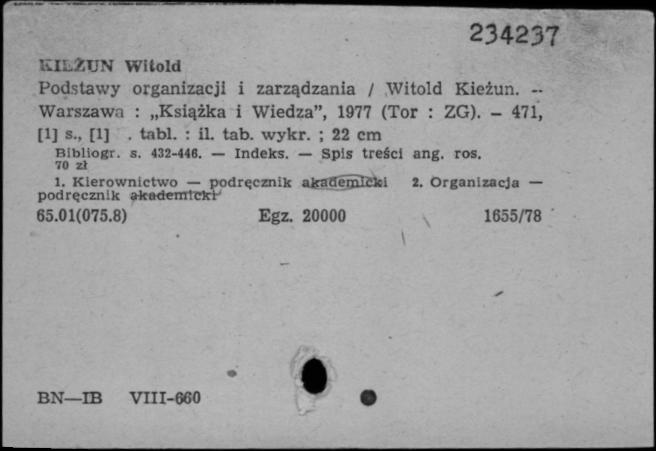 234237
KIEŻUN Witold
Podstawy organizacji i zarządzania / Witold Kieżun. —
Warszawa : „Książka i Wiedza”, 1977 (Tor : ZG). — 471,
[1] s., [1] . tabl. : il. tab. wykr. ; 22 cm
Bibliogr. s. 432-446. — Indeks. — Spis treści ang. ros.
70 zł
1. Kierownictwo — podręcznik akademicki 2. Organizacja —
podręcznik akademicki
65.01(075.8) Egz. 20000 1655/78
BN—IB VIII-660